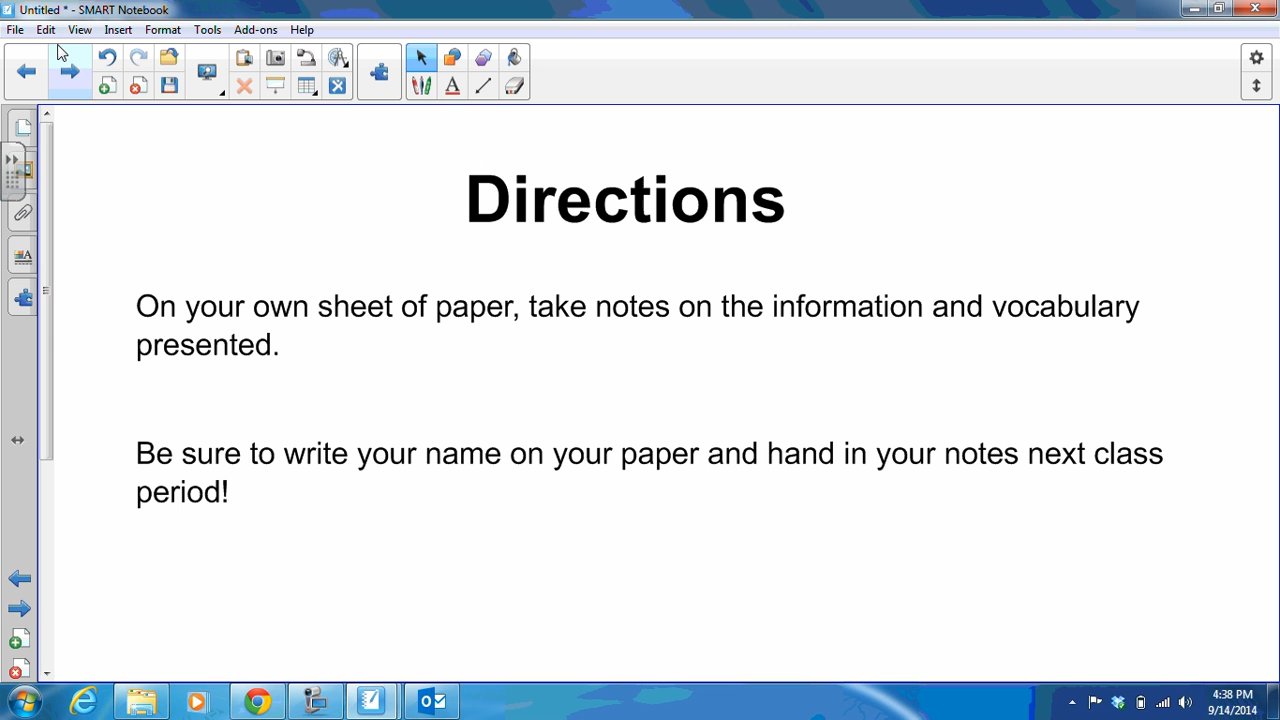 Untitled * - SMART Notebook
File Edit View Insert Format Tools Add-ons Help
Directions
On your own sheet of paper, take notes on the information and vocabulary
presented.
Be sure to write your name on your paper and hand in your notes next class
period!
4:38 PM
9/14/2014